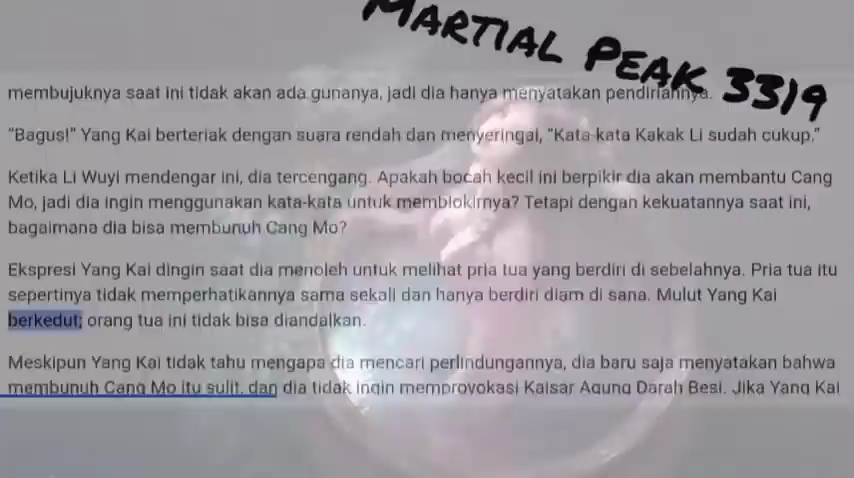 MARTIAL PEAK 3319
membujuknya saat ini tidak akan ada gunanya, jadi dia hanya menyatakan pendiriannya.
"Bagus!" Yang Kai berteriak dengan suara rendah dan menyeringai, "Kata-kata Kakak Li sudah cukup."
Ketika Li Wuyi mendengar ini, dia tercengang. Apakah bocah kecil ini berpikir dia akan membantu Cang
Mo, jadi dia ingin menggunakan kata-kata untuk memblokirnya? Tetapi dengan kekuatannya saat ini,
bagaimana dia bisa membunuh Cang Mo?
Ekspresi Yang Kai dingin saat dia menoleh untuk melihat pria tua yang berdiri di sebelahnya. Pria tua itu
sepertinya tidak memperhatikannya sama sekali dan hanya berdiri diam di sana. Mulut Yang Kai
berkedut; orang tua ini tidak bisa diandalkan.
Meskipun Yang Kai tidak tahu mengapa dia mencari perlindungannya, dia baru saja menyatakan bahwa
membunuh Cang Mo itu sulit, dan dia tidak ingin memprovokasi Kaisar Agung Darah Besi. Jika Yang Kai